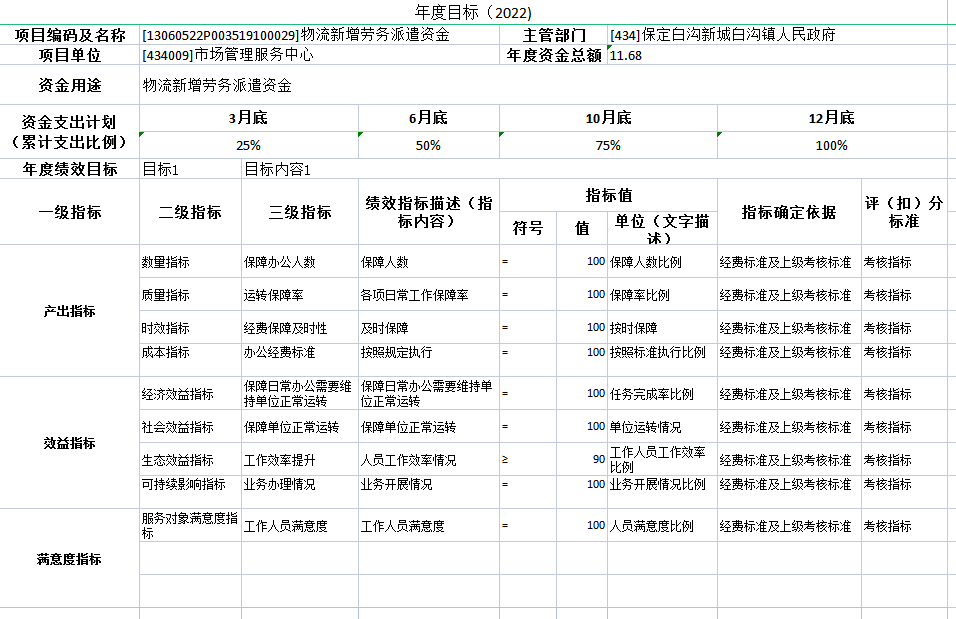 年度目标（2022）
项目编码及名称 [13060522P003519100029]物流新增劳务派遣资金 主管部门 [434]保定白沟新城白沟镇人民政府
项目单位 [434009]市场管理服务中心 年度资金总额 11.68
资金用途 物流新增劳务派遣资金
资金支出计划（累计支出比例） 3月底 6月底 10月底 12月底
25% 50% 75% 100%
年度绩效目标 目标1 目标内容1
一级指标 二级指标 三级指标 绩效指标描述（指标内容） 指标值 指标确定依据 评（扣）分标准
符号 值 单位（文字描述）
产出指标
数量指标 保障办公人数 保障人数 = 100 保障人数比例 经费标准及上级考核标准 考核指标
质量指标 运转保障率 各项日常工作保障率 = 100 保障率比例 经费标准及上级考核标准 考核指标
时效指标 经费保障及时性 及时保障 = 100 按时保障 经费标准及上级考核标准 考核指标
成本指标 办公经费标准 按照规定执行 = 100 按照标准执行比例 经费标准及上级考核标准 考核指标
效益指标
经济效益指标 保障日常办公需要维持单位正常运转 保障日常办公需要维持单位正常运转 = 100 任务完成率比例 经费标准及上级考核标准 考核指标
社会效益指标 保障单位正常运转 保障单位正常运转 = 100 单位运转情况 经费标准及上级考核标准 考核指标
生态效益指标 工作效率提升 人员工作效率情况 ≥ 90 工作人员工作效率比例 经费标准及上级考核标准 考核指标
可持续影响指标 业务办理情况 业务开展情况 = 100 业务开展情况比例 经费标准及上级考核标准 考核指标
满意度指标
服务对象满意度指标 工作人员满意度 工作人员满意度 = 100 人员满意度比例 经费标准及上级考核标准 考核指标